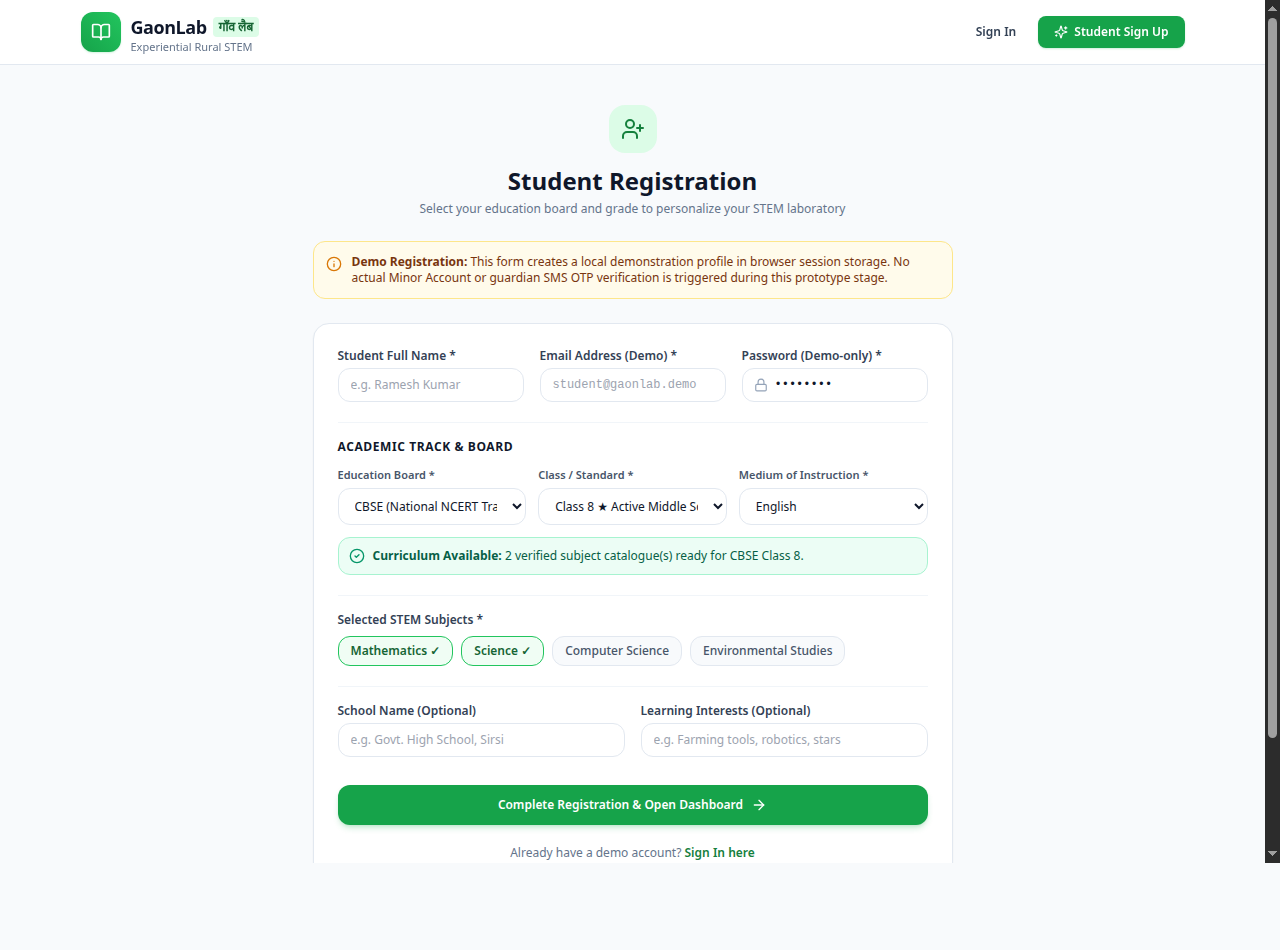 GaonLab गाँव लैब
Experiential Rural STEM
Sign In
Student Sign Up
Student Registration
Select your education board and grade to personalize your STEM laboratory
Demo Registration: This form creates a local demonstration profile in browser session storage. No
actual Minor Account or guardian SMS OTP verification is triggered during this prototype stage.
Student Full Name * Email Address (Demo) * Password (Demo-only) *
e.g. Ramesh Kumar student@gaonlab.demo ••••••••
ACADEMIC TRACK & BOARD
Education Board * Class / Standard * Medium of Instruction *
CBSE (National NCERT Tra Class 8 ★ Active Middle S English
Curriculum Available: 2 verified subject catalogue(s) ready for CBSE Class 8.
Selected STEM Subjects *
Mathematics ✓ Science ✓ Computer Science Environmental Studies
School Name (Optional) Learning Interests (Optional)
e.g. Govt. High School, Sirsi e.g. Farming tools, robotics, stars
Complete Registration & Open Dashboard →
Already have a demo account? Sign In here